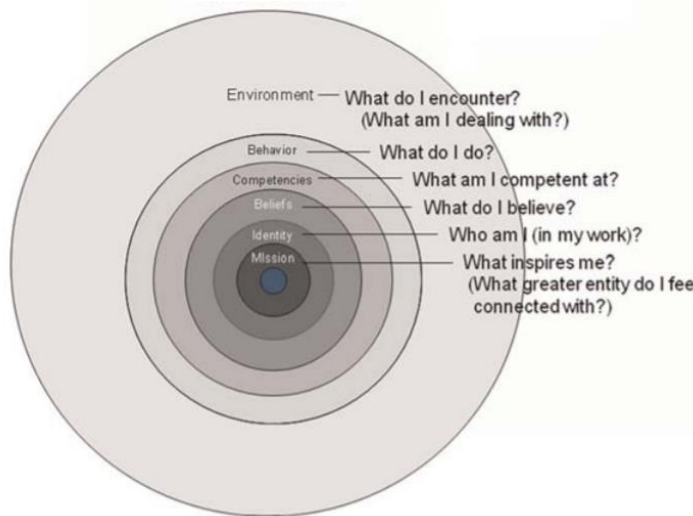 Environment — What do I encounter?
(What am I dealing with?)
Behavior — What do I do?
Competencies — What am I competent at?
Beliefs — What do I believe?
Identity — Who am I (in my work)?
MIssion — What inspires me?
(What greater entity do I fee
connected with?)